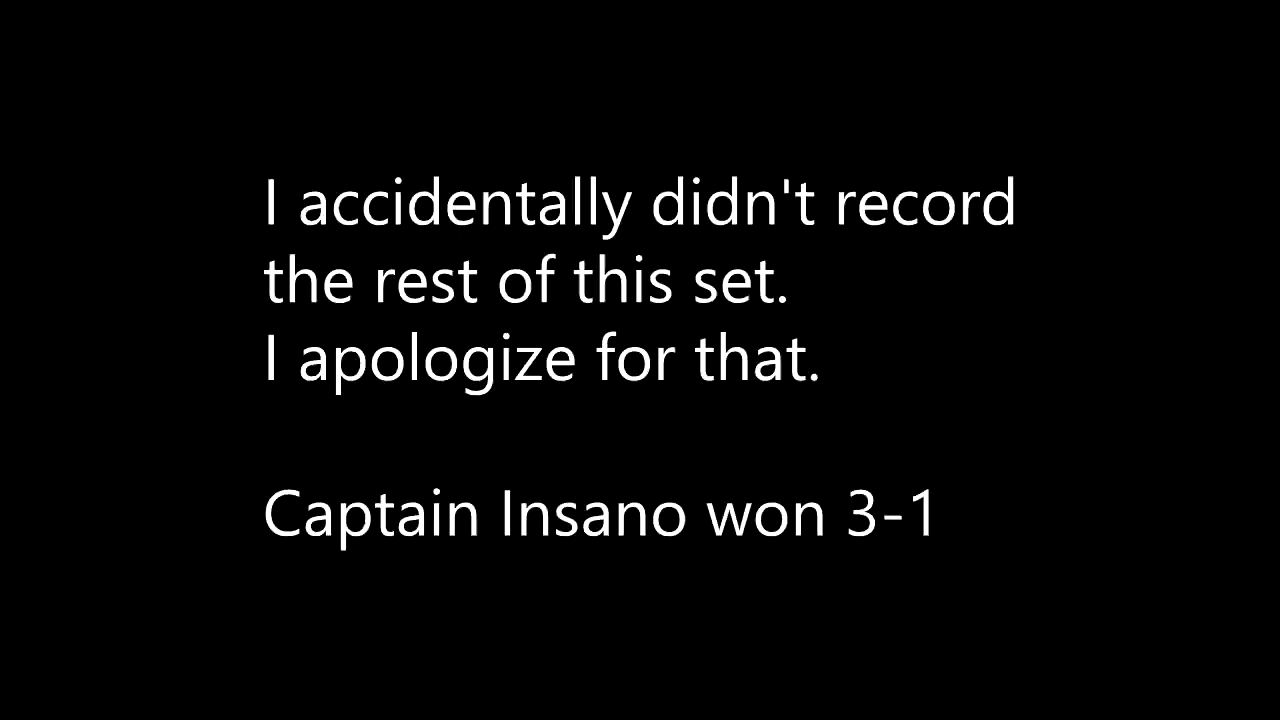 I accidentally didn't record
the rest of this set.
I apologize for that.
Captain Insano won 3-1